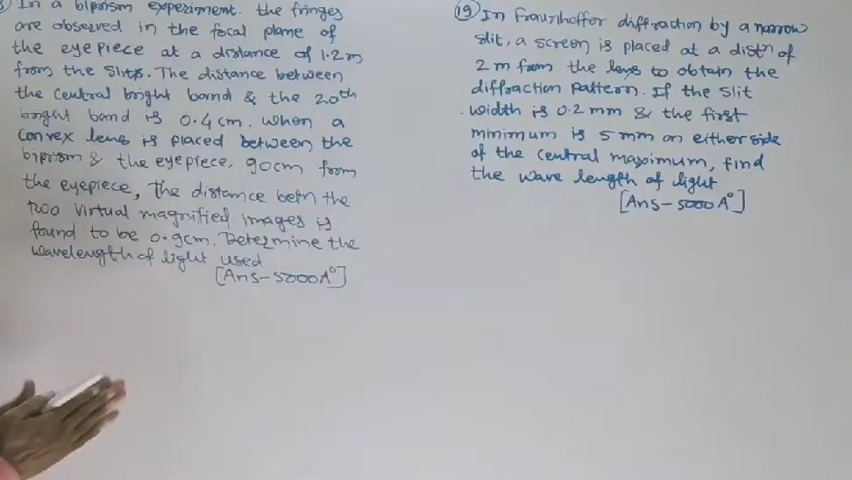 In a biprism experiment. the fringes
are observed in the focal plane of
the eyepiece at a distance of 1.2m
from the slits. The distance between
the central bright band & the 20th
bright band is 0.4cm. when a
convex lens is placed between the
biprism & the eyepiece, 90cm from
the eyepiece, The distance betn the
two virtual magnified images is
found to be 0.9cm. Determine the
wavelength of light used
[Ans-5000A°]
19 In Fraunhoffer diffraction by a narrow
slit, a screen is placed at a distn of
2m from the lens to obtain the
diffraction pattern. If the slit
width is 0.2mm & the first
minimum is 5mm on either side
of the central maximum, find
the wave length of light
[Ans-5000A°]